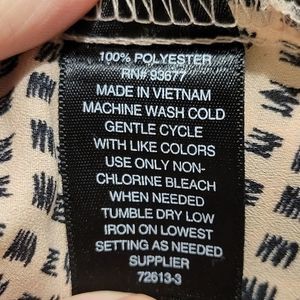 100% POLYESTER
RN# 93677
MADE IN VIETNAM
MACHINE WASH COLD
GENTLE CYCLE
WITH LIKE COLORS
USE ONLY NON-
CHLORINE BLEACH
WHEN NEEDED
TUMBLE DRY LOW
IRON ON LOWEST
SETTING AS NEEDED
SUPPLIER
72613-3